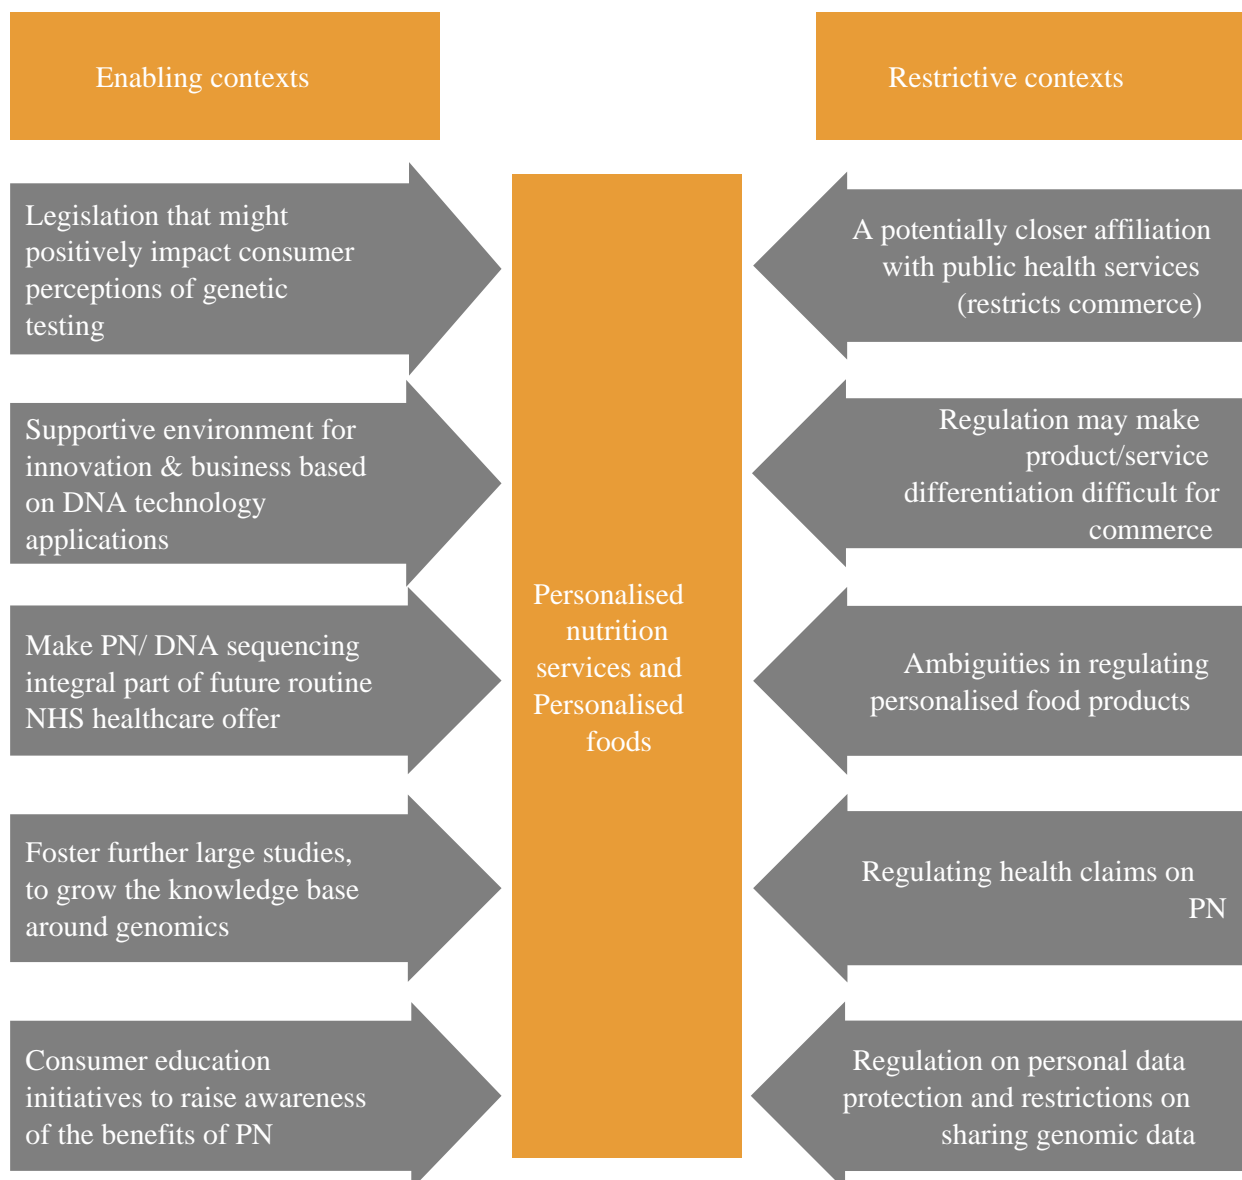 Enabling contexts
Restrictive contexts
Legislation that might
positively impact consumer
perceptions of genetic
testing
Supportive environment for
innovation & business based
on DNA technology
applications
Make PN/ DNA sequencing
integral part of future routine
NHS healthcare offer
Foster further large studies,
to grow the knowledge base
around genomics
Consumer education
initiatives to raise awareness
of the benefits of PN
Personalised
nutrition
services and
Personalised
foods
A potentially closer affiliation
with public health services
(restricts commerce)
Regulation may make
product/service
differentiation difficult for
commerce
Ambiguities in regulating
personalised food products
Regulating health claims on
PN
Regulation on personal data
protection and restrictions on
sharing genomic data